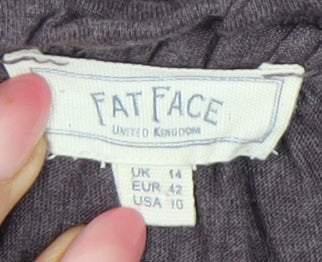 FAT FACE
UNITED KINGDOM
UK 14
EUR 42
USA 10